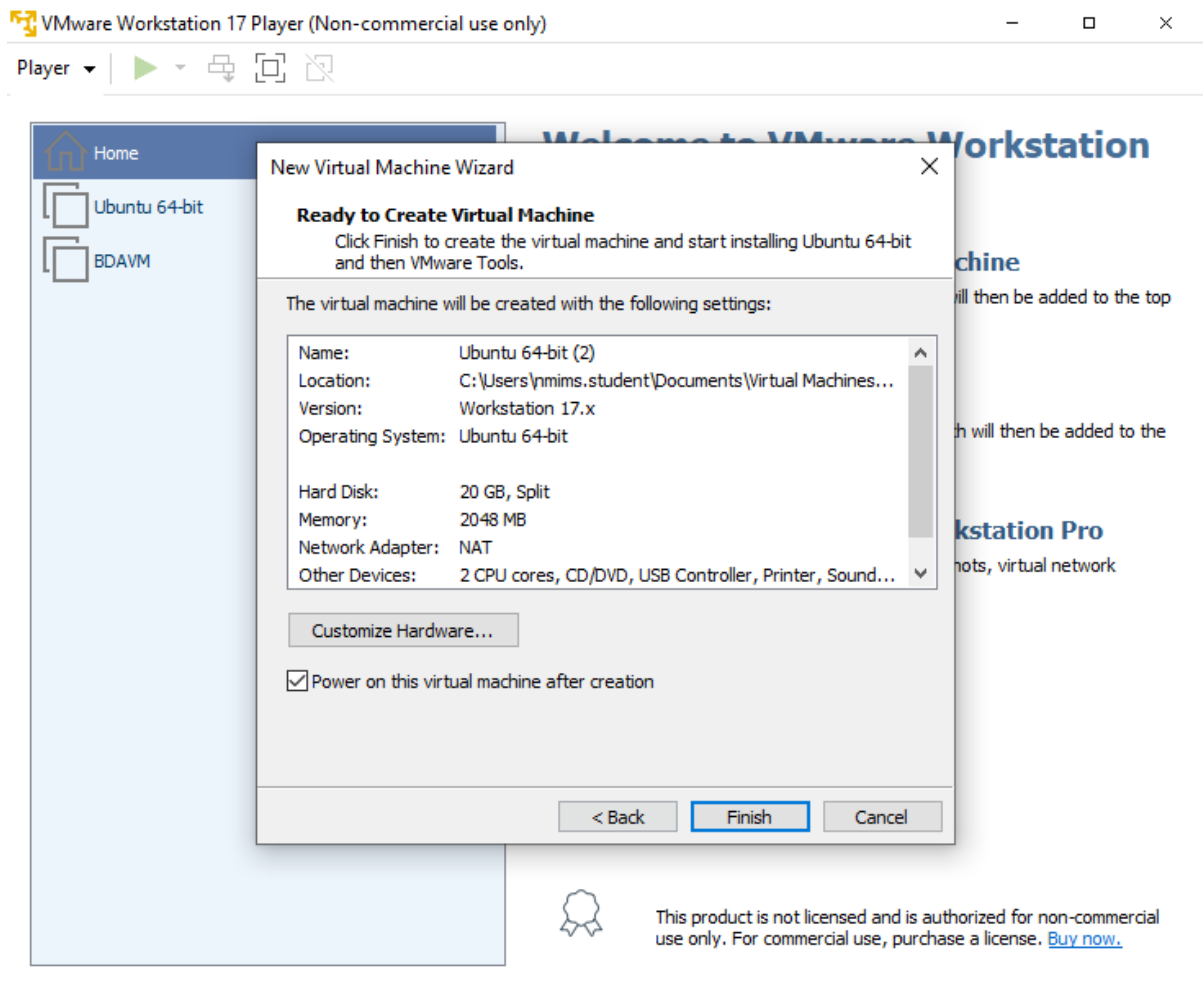 VMware Workstation 17 Player (Non-commercial use only)
Player
Home
Ubuntu 64-bit
BDAVM
Workstation
New Virtual Machine Wizard
Ready to Create Virtual Machine
Click Finish to create the virtual machine and start installing Ubuntu 64-bit
and then VMware Tools.
The virtual machine will be created with the following settings:
Name: Ubuntu 64-bit (2)
Location: C:\Users\nmims.student\Documents\Virtual Machines...
Version: Workstation 17.x
Operating System: Ubuntu 64-bit
Hard Disk: 20 GB, Split
Memory: 2048 MB
Network Adapter: NAT
Other Devices: 2 CPU cores, CD/DVD, USB Controller, Printer, Sound...
Customize Hardware...
Power on this virtual machine after creation
< Back
Finish
Cancel
chine
will then be added to the top
h will then be added to the
kstation Pro
hots, virtual network
This product is not licensed and is authorized for non-commercial
use only. For commercial use, purchase a license. Buy now.